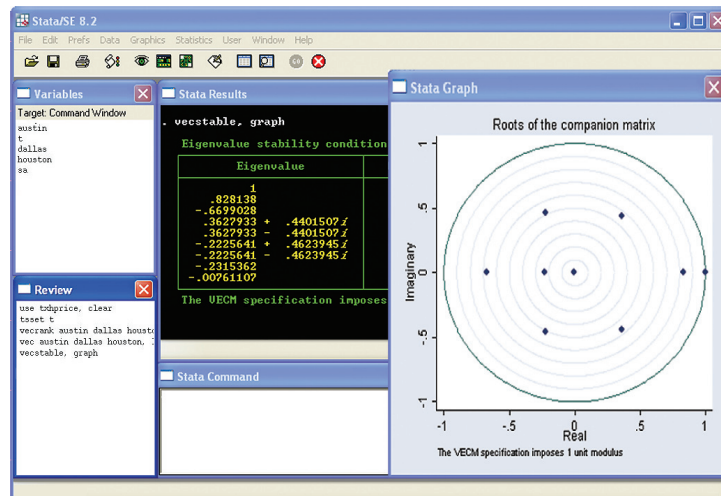 Stata/SE 8.2
File Edit Prefs Data Graphics Statistics User Window Help
Variables
Target: Command Window
austin
t
dallas
houston
sa
Review
use txhprice, clear
tsset t
vecrank austin dallas houst
vec austin dallas houston,
vecstable, graph
Stata Results
. vecstable, graph
Eigenvalue stability condition
Eigenvalue
1
.828138
-.6699028
.3627933 + .4401507i
.3627933 - .4401507i
-.2225641 + .4623945i
-.2225641 - .4623945i
-.2315362
-.00761107
The VECM specification imposes
Stata Command
Stata Graph
Roots of the companion matrix
Imaginary
1
.5
0
-.5
-1
-1 -.5 0 .5 1
Real
The VECM specification imposes 1 unit modulus